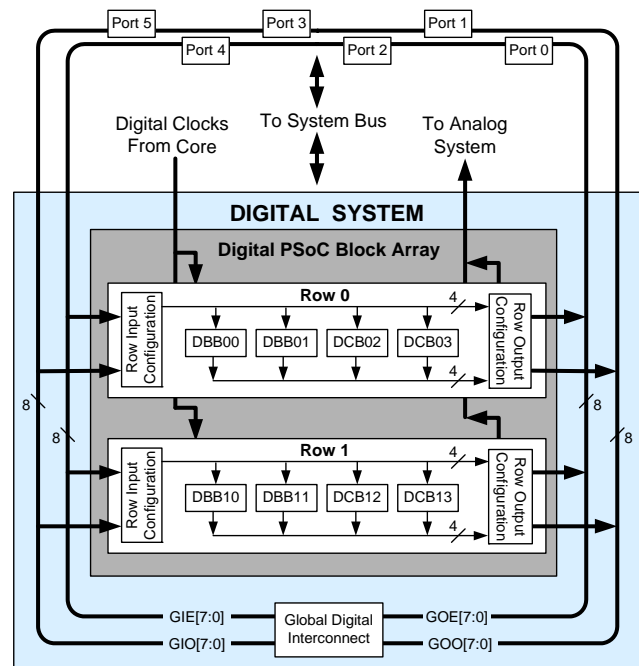 Port 5
Port 3
Port 1
Port 4
Port 2
Port 0
Digital Clocks
From Core
To System Bus
To Analog
System
DIGITAL SYSTEM
Digital PSoC Block Array
Row 0
Row Input
Configuration
4
DBB00
DBB01
DCB02
DCB03
4
Row Output
Configuration
8
8
8
8
Row 1
Row Input
Configuration
4
DBB10
DBB11
DCB12
DCB13
4
Row Output
Configuration
GIE[7:0]
GIO[7:0]
Global Digital
Interconnect
GOE[7:0]
GOO[7:0]